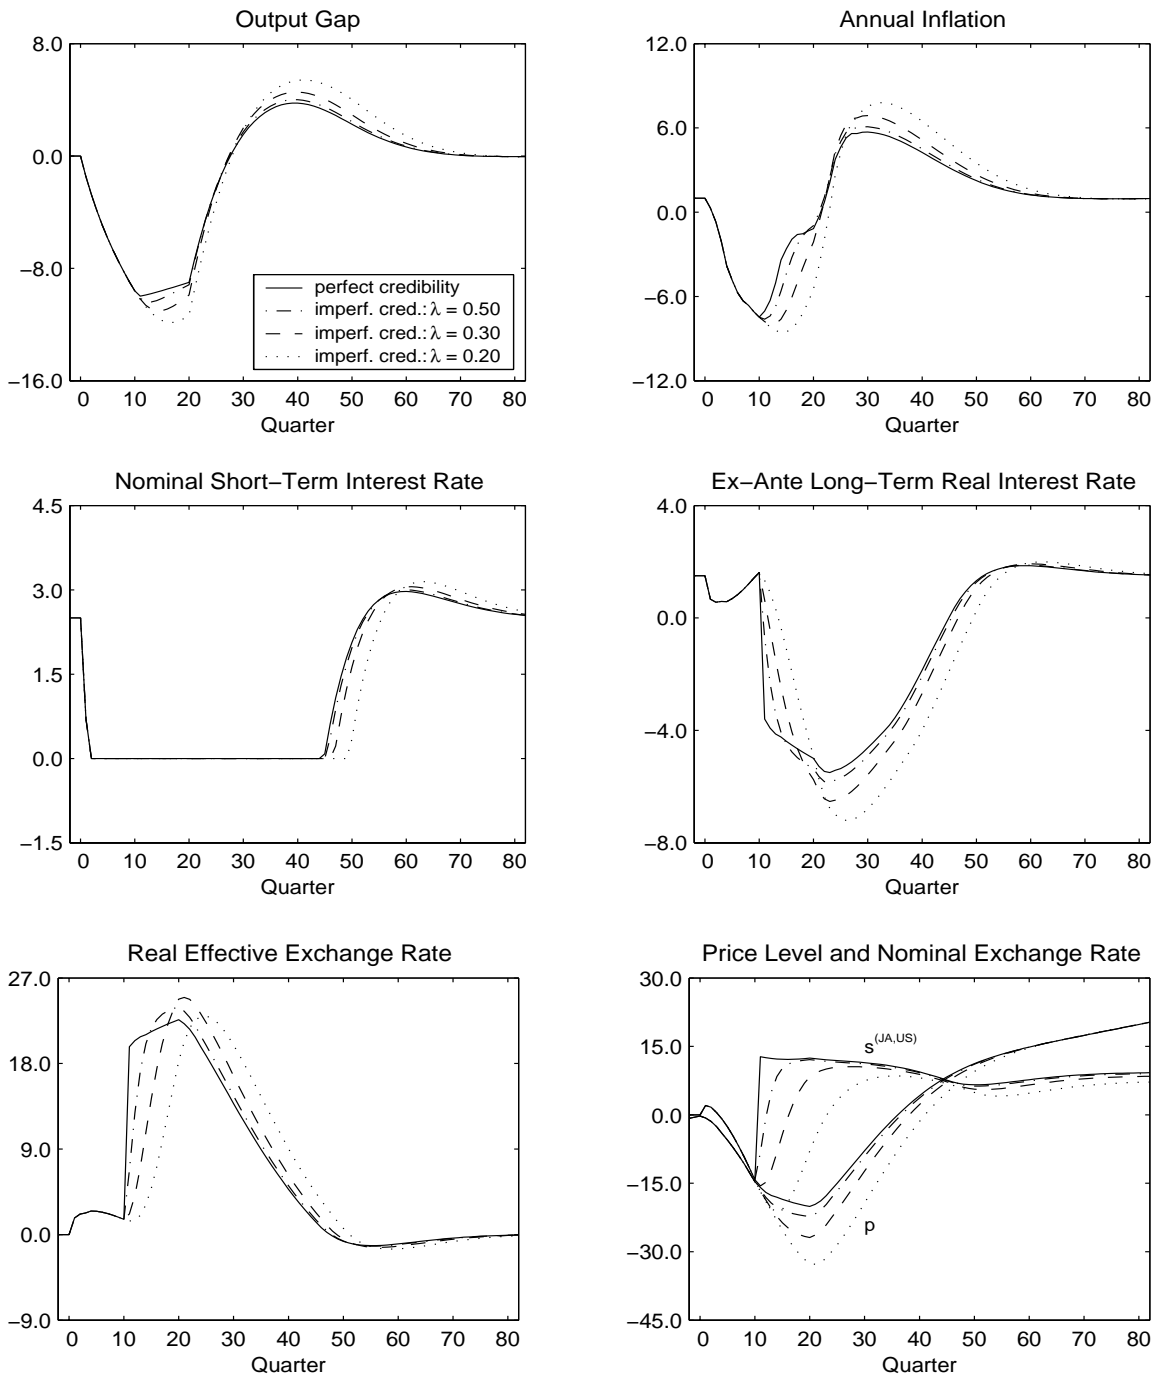 Output Gap
8.0
0.0
−8.0
−16.0
perfect credibility
imperf. cred.: λ = 0.50
imperf. cred.: λ = 0.30
imperf. cred.: λ = 0.20
0 10 20 30 40 50 60 70 80
Quarter
Annual Inflation
12.0
6.0
0.0
−6.0
−12.0
0 10 20 30 40 50 60 70 80
Quarter
Nominal Short−Term Interest Rate
4.5
3.0
1.5
0.0
−1.5
0 10 20 30 40 50 60 70 80
Quarter
Ex−Ante Long−Term Real Interest Rate
4.0
0.0
−4.0
−8.0
0 10 20 30 40 50 60 70 80
Quarter
Real Effective Exchange Rate
27.0
18.0
9.0
0.0
−9.0
0 10 20 30 40 50 60 70 80
Quarter
Price Level and Nominal Exchange Rate
30.0
15.0
0.0
−15.0
−30.0
−45.0
s(JA,US)
p
0 10 20 30 40 50 60 70 80
Quarter